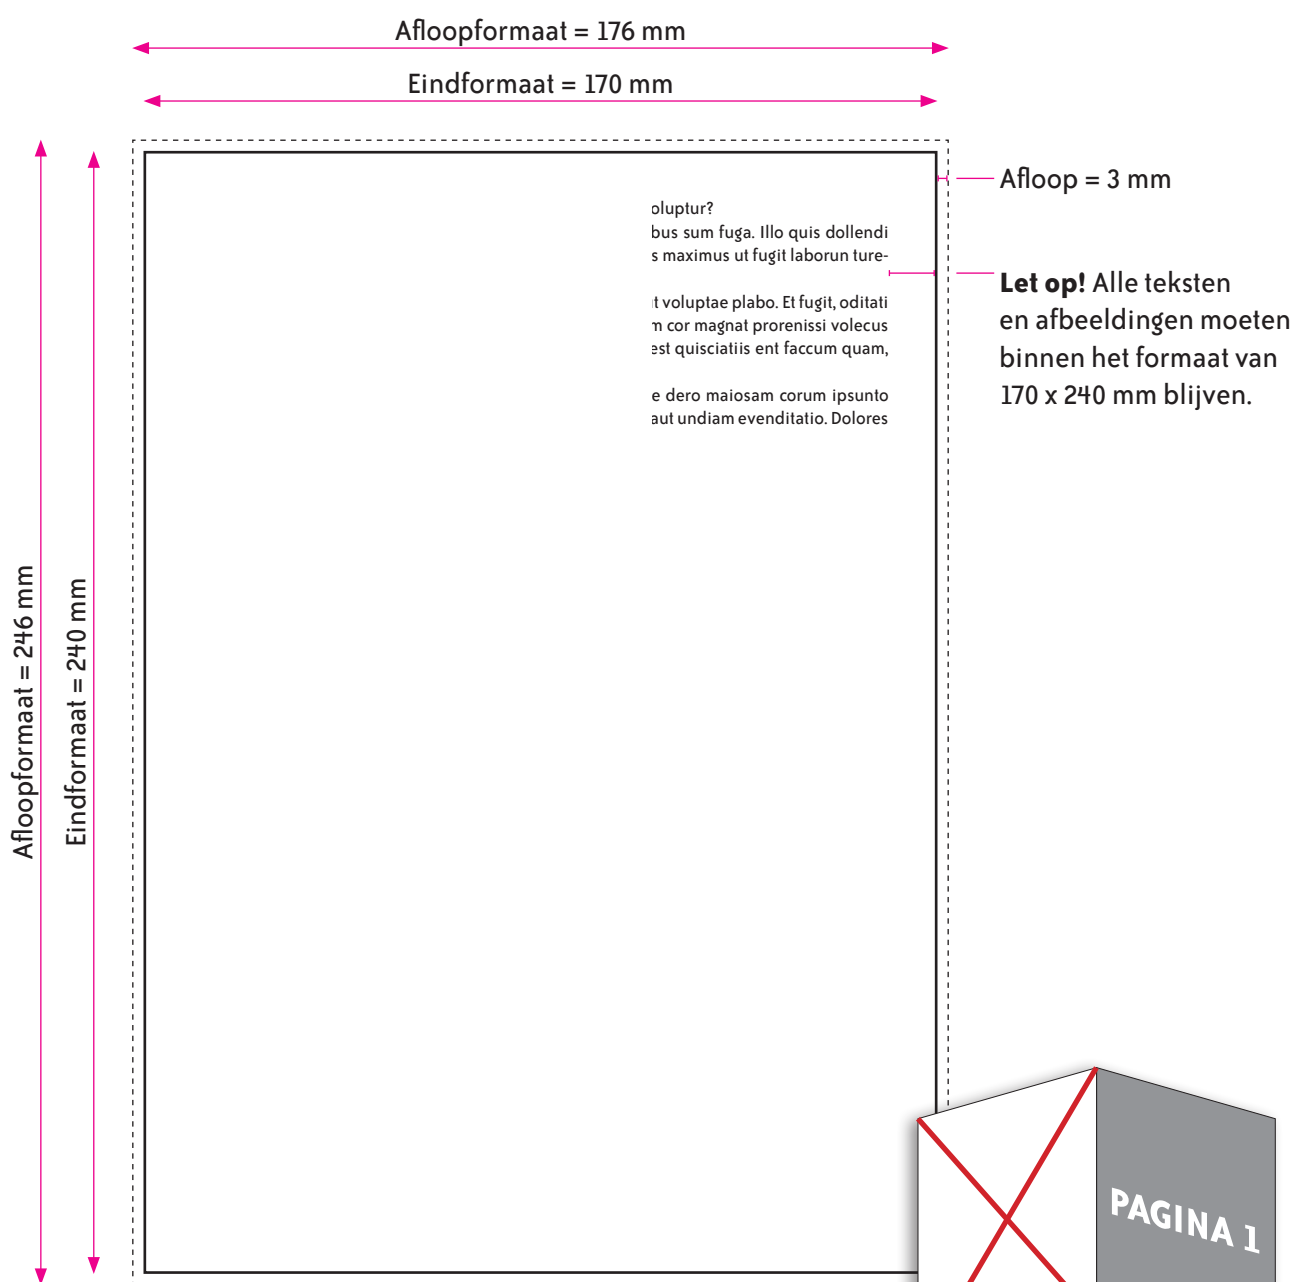 Afloopformaat = 176 mm
Eindformaat = 170 mm
Afloop = 3 mm
oluptur?
bus sum fuga. Illo quis dollendi
s maximus ut fugit laborun ture-
t voluptae plabo. Et fugit, oditati
m cor magnat prorenissi volecus
est quisciatiis ent faccum quam,
e dero maiosam corum ipsunto
aut undiam evenditatio. Dolores
Let op! Alle teksten
en afbeeldingen moeten
binnen het formaat van
170 x 240 mm blijven.
Afloopformaat = 246 mm
Eindformaat = 240 mm
PAGINA 1